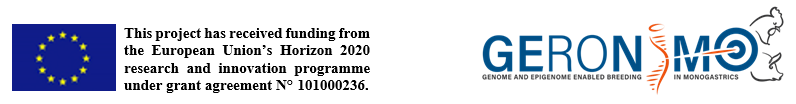 This project has received funding from
the European Union’s Horizon 2020
research and innovation programme
under grant agreement N° 101000236.
GERONIMO
GENOME AND EPIGENOME ENABLED BREEDING IN MONOGASTRICS